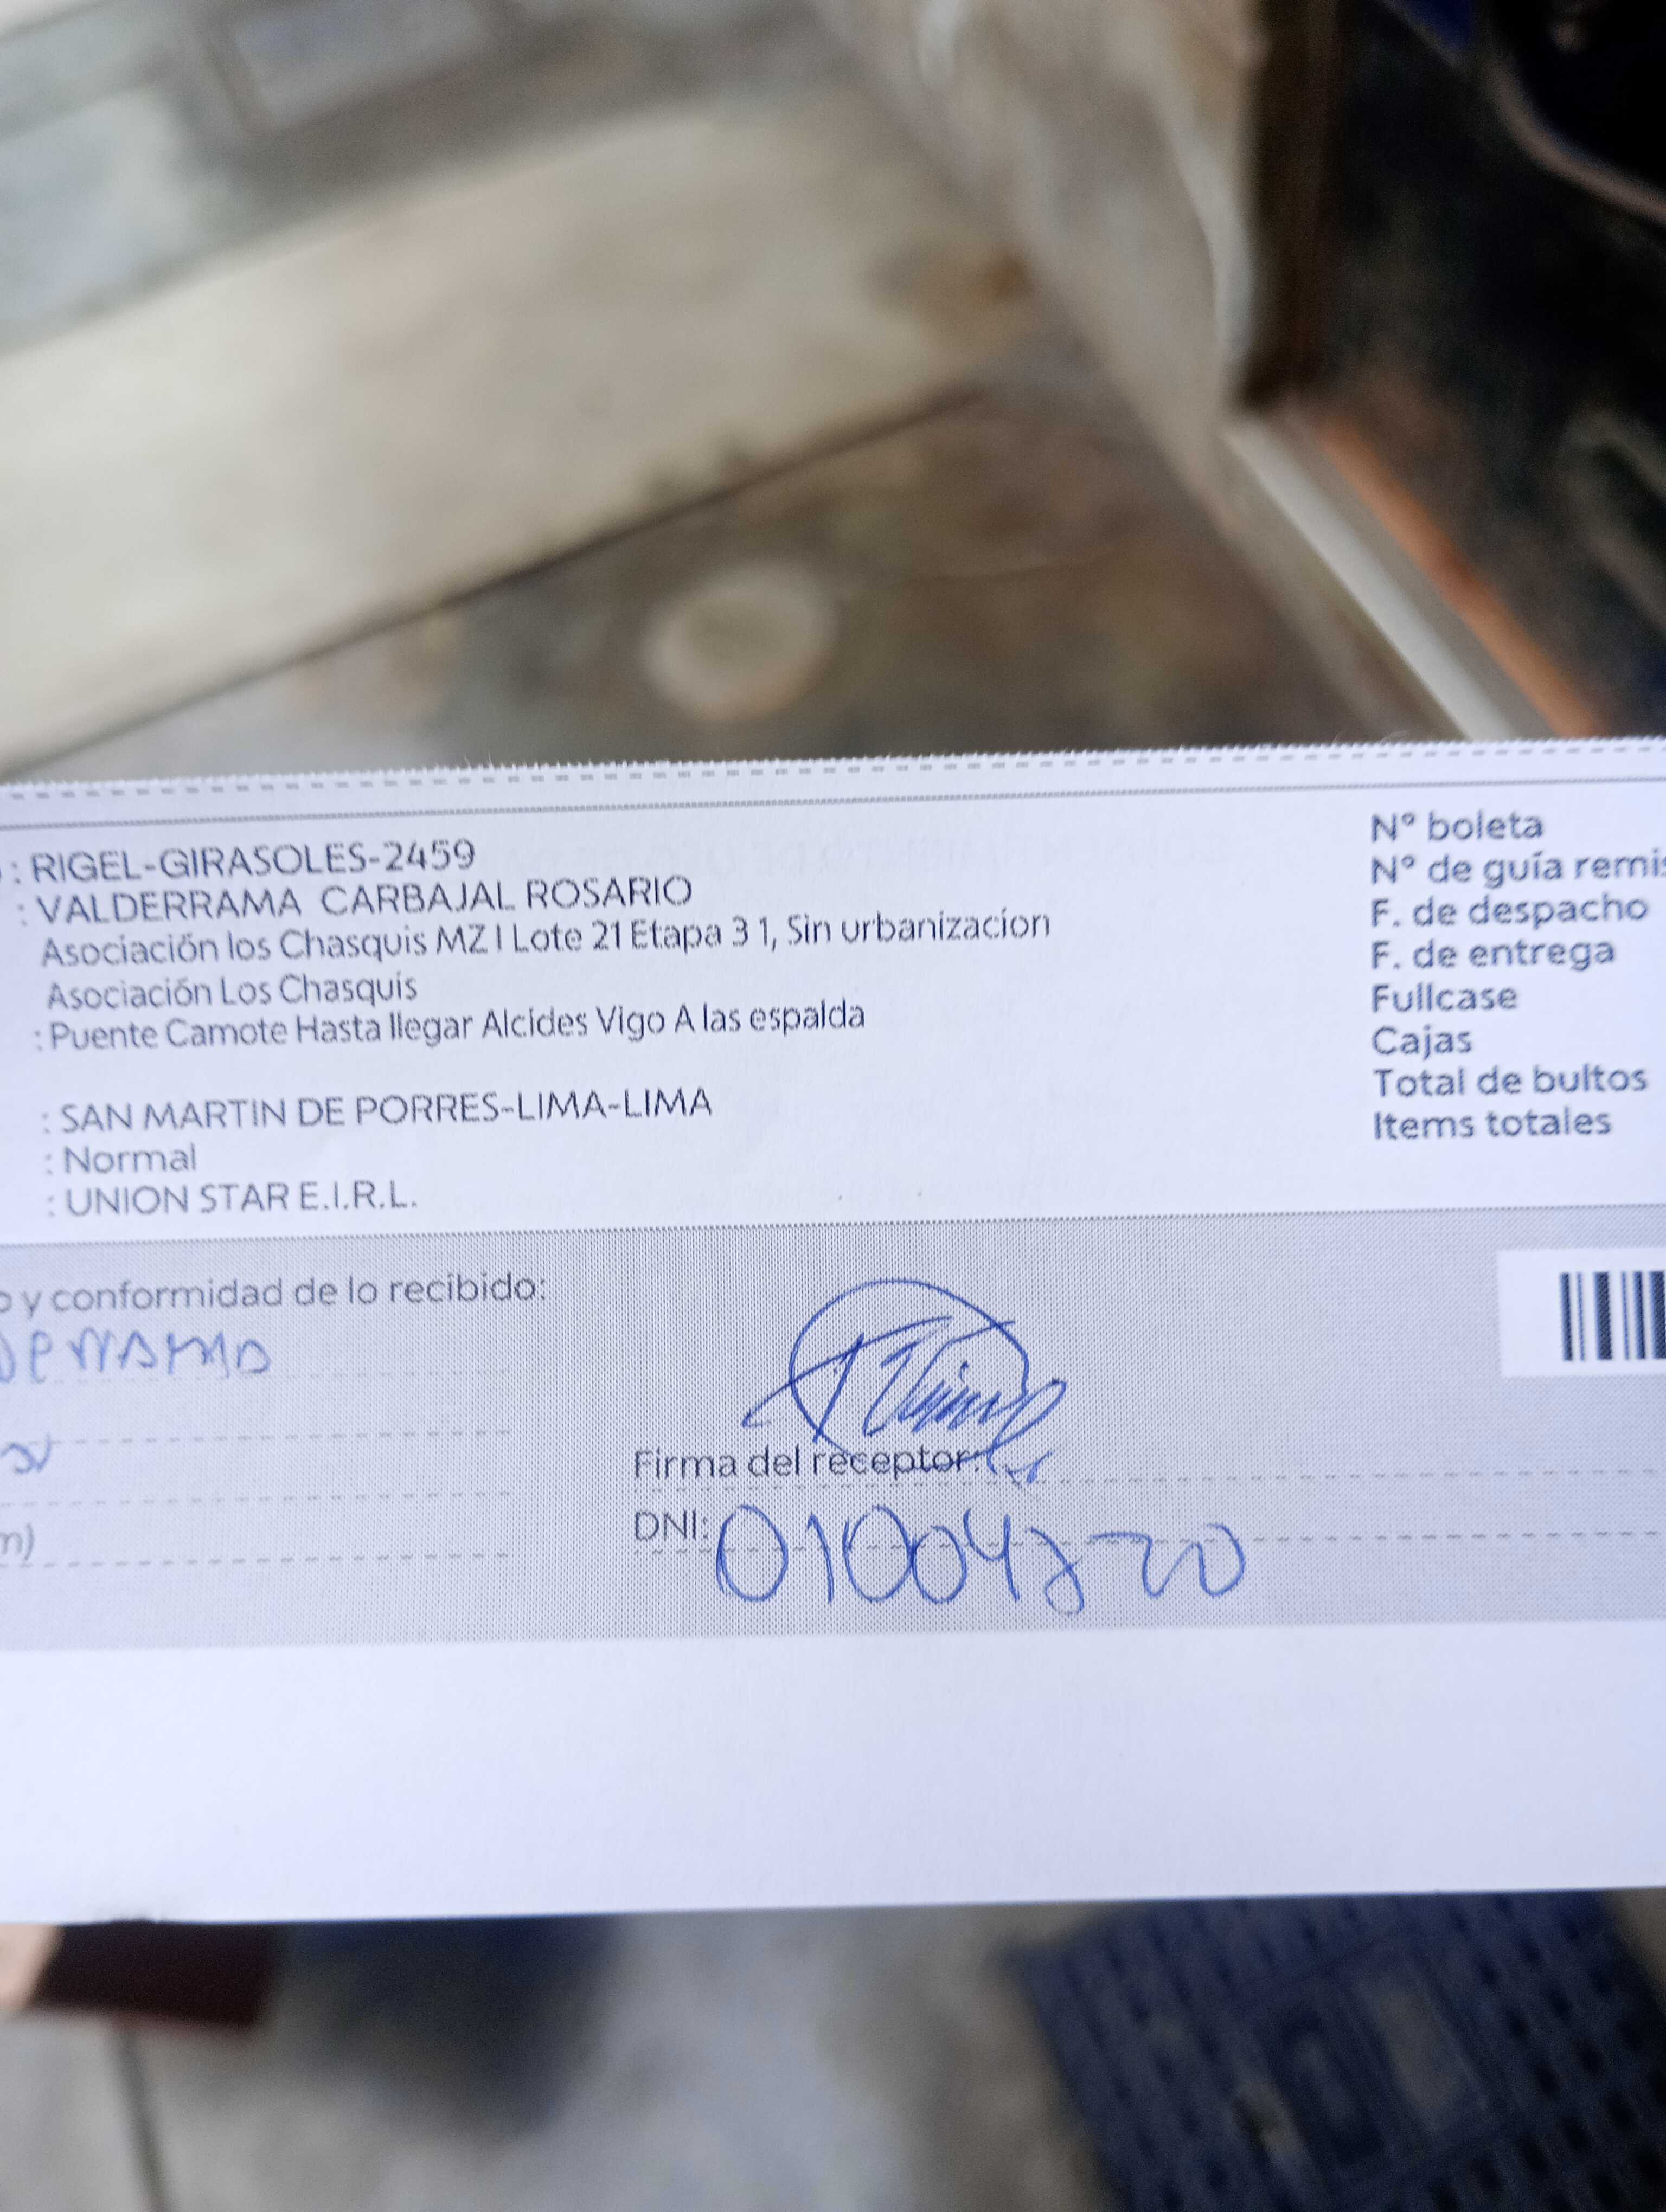 : RIGEL-GIRASOLES-2459
: VALDERRAMA CARBAJAL ROSARIO
Asociación los Chasquis MZ I Lote 21 Etapa 3 1, Sin urbanizacion
Asociación Los Chasquis
: Puente Camote Hasta llegar Alcides Vigo A las espalda
: SAN MARTIN DE PORRES-LIMA-LIMA
: Normal
: UNION STAR E.I.R.L.
N° boleta
N° de guía remis
F. de despacho
F. de entrega
Fullcase
Cajas
Total de bultos
Items totales
o y conformidad de lo recibido:
m)
Firma del receptor:
DNI: